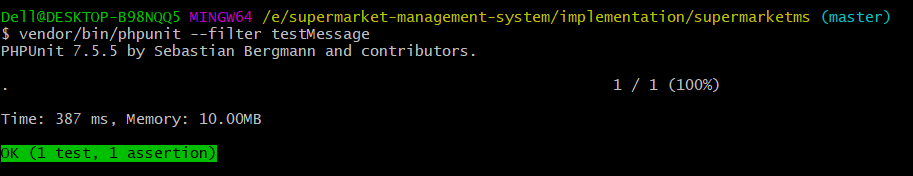 Dell@DESKTOP-B98NQQ5 MINGW64 /e/supermarket-management-system/implementation/supermarketms (master)
$ vendor/bin/phpunit --filter testMessage
PHPUnit 7.5.5 by Sebastian Bergmann and contributors.
. 1 / 1 (100%)
Time: 387 ms, Memory: 10.00MB
OK (1 test, 1 assertion)